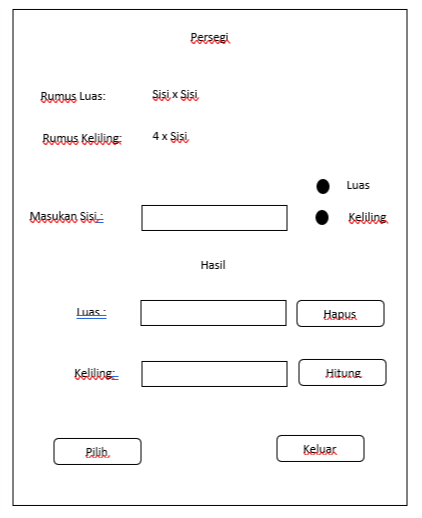 Persegi
Rumus Luas: Sisi x Sisi
Rumus Keliling: 4 x Sisi
Luas
Masukan Sisi : Keliling
Hasil
Luas : Hapus
Keliling: Hitung
Pilih Keluar